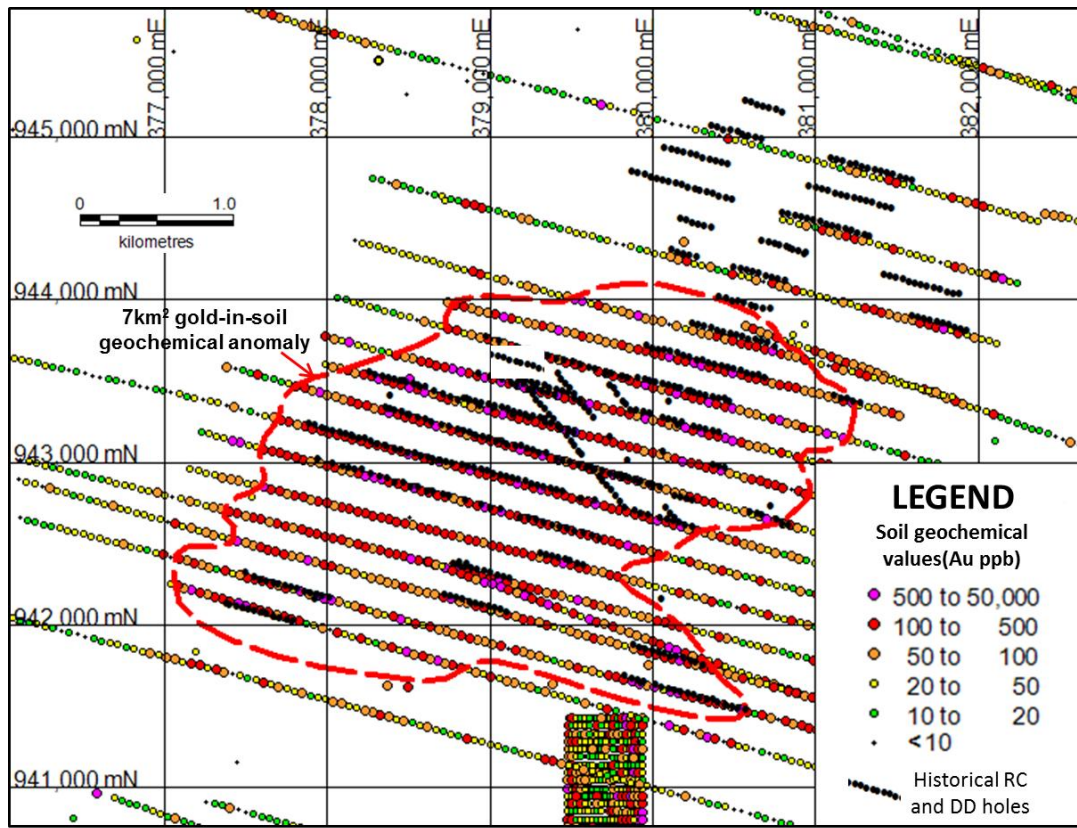 377,000 mE
378,000 mE
379,000 mE
380,000 mE
381,000 mE
382,000 mE
945,000 mN
0 1.0
kilometres
944,000 mN
7km² gold-in-soil
geochemical anomaly
943,000 mN
942,000 mN
941,000 mN
LEGEND
Soil geochemical
values(Au ppb)
500 to 50,000
100 to 500
50 to 100
20 to 50
10 to 20
<10
Historical RC
and DD holes